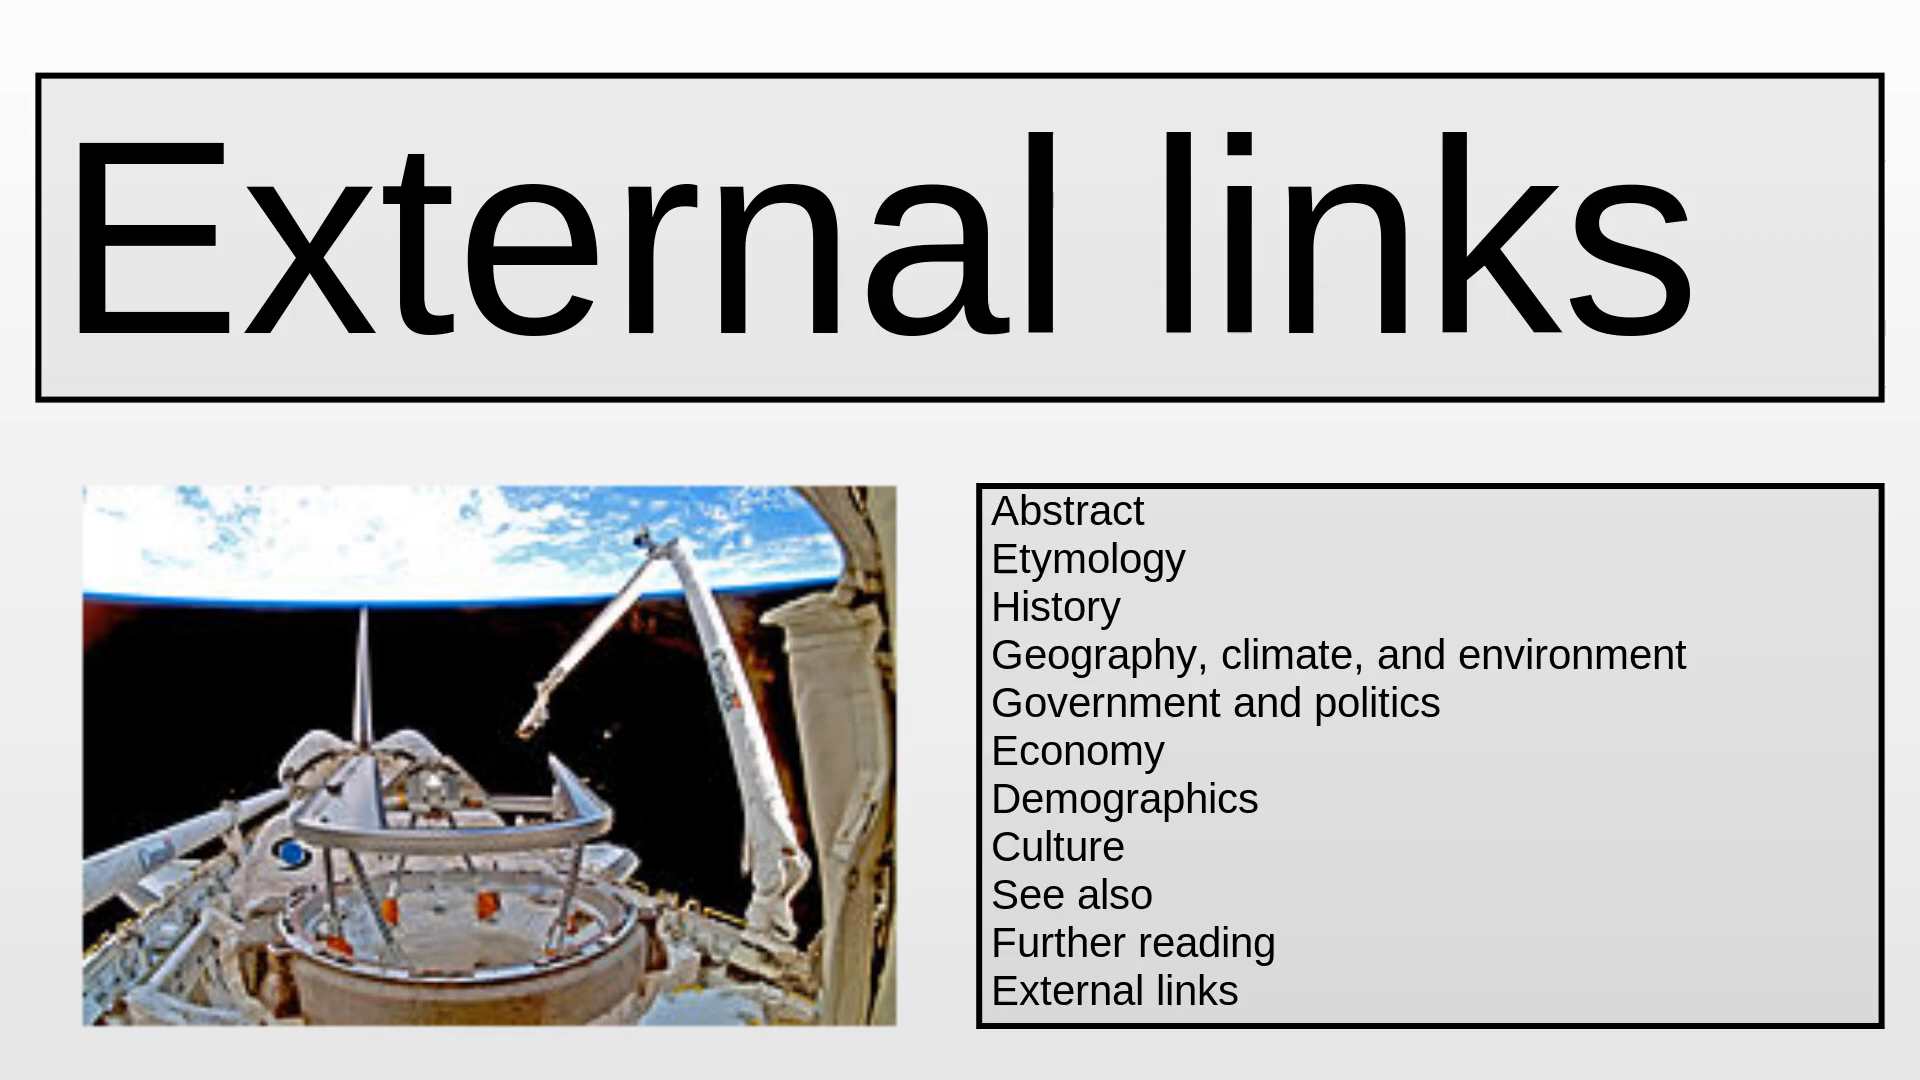 External links
Abstract
Etymology
History
Geography, climate, and environment
Government and politics
Economy
Demographics
Culture
See also
Further reading
External links